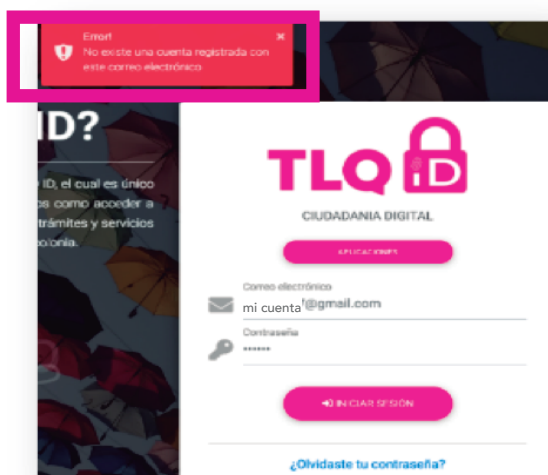 Error!
No existe una cuenta registrada con
este correo electrónico
ID?
ID, el cual es único
os como acceder a
trámites y servicios
colonia.
TLQ iD
CIUDADANIA DIGITAL
APLICACIONES
Correo electrónico
mi cuenta @gmail.com
Contraseña
INICIAR SESIÓN
¿Olvidaste tu contraseña?